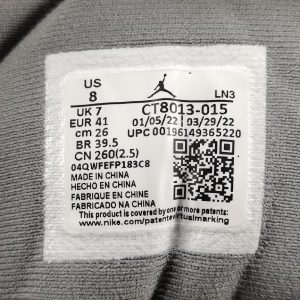 US
8
LN3
UK 7
EUR 41
cm 26
BR 39.5
CN 260(2.5)
04QWFEFP183C8
CT8013-015
01/05/22 03/29/22
UPC 00196149365220
MADE IN CHINA
HECHO EN CHINA
FABRIQUE EN CHINE
FABRICADO NA CHINA
This product is covered by one or more patents:
www.nike.com/patentsvirtualmarking